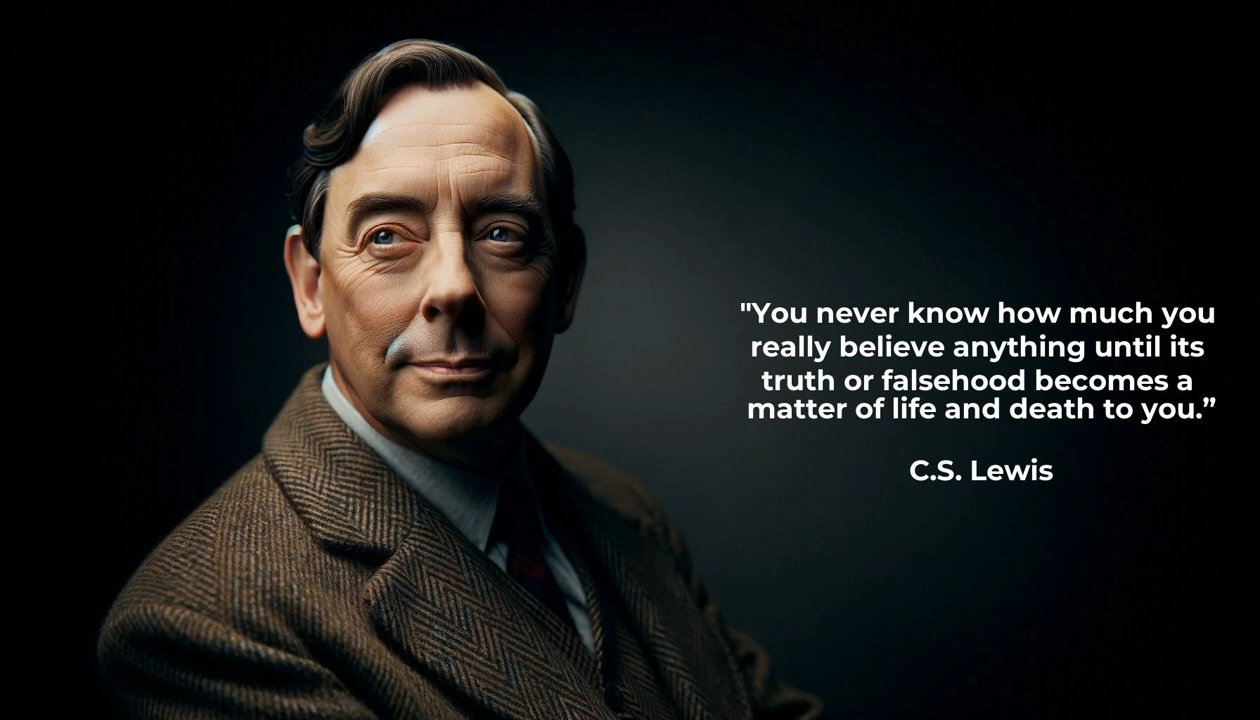 "You never know how much you
really believe anything until its
truth or falsehood becomes a
matter of life and death to you.”
C.S. Lewis